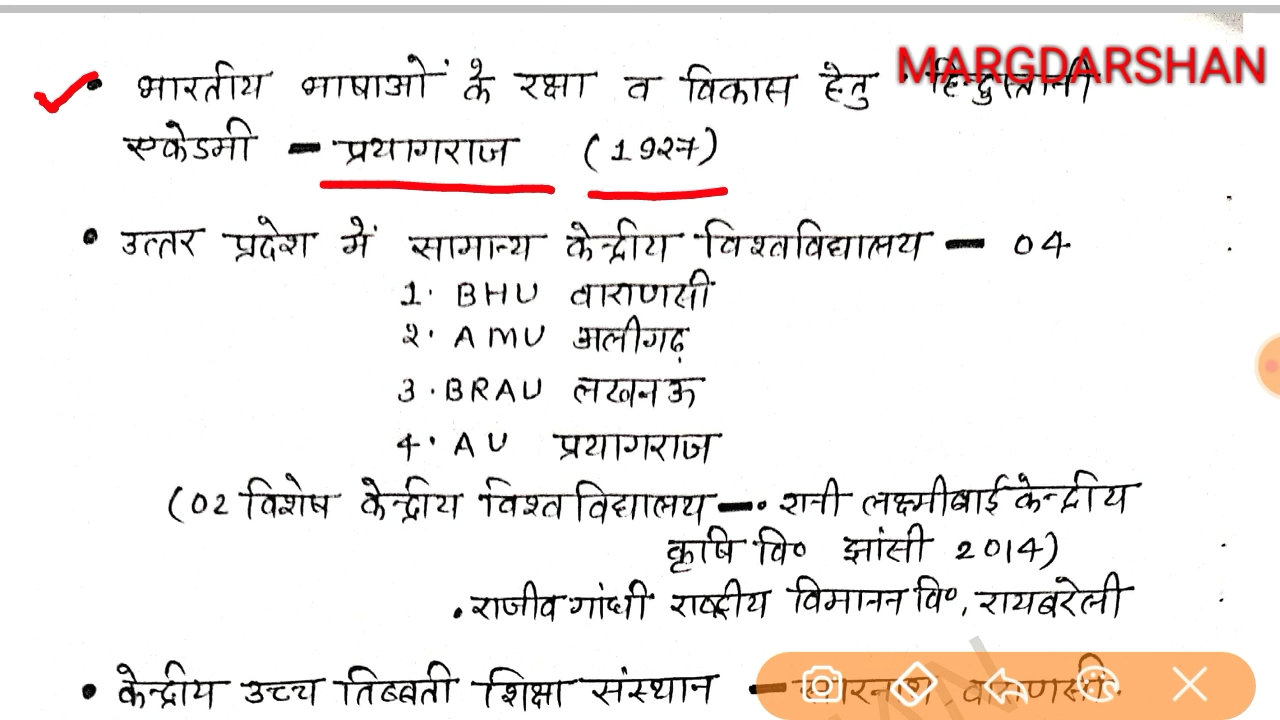 MARGDARSHAN
• भारतीय भाषाओं के रक्षा व विकास हेतु हिन्दुस्तानी
एकेडमी - प्रयागराज (1927)
• उत्तर प्रदेश में सामान्य केन्द्रीय विश्वविद्यालय - 04
1. BHU वाराणसी
2. AMU अलीगढ़
3. BRAU लखनऊ
4. AU प्रयागराज
(02 विशेष केन्द्रीय विश्वविद्यालय -• रानी लक्ष्मीबाई केन्द्रीय
कृषि वि० झांसी 2014)
• राजीव गांधी राष्ट्रीय विमानन वि०, रायबरेली
• केन्द्रीय उच्च तिब्बती शिक्षा संस्थान - सारनाथ वाराणसी